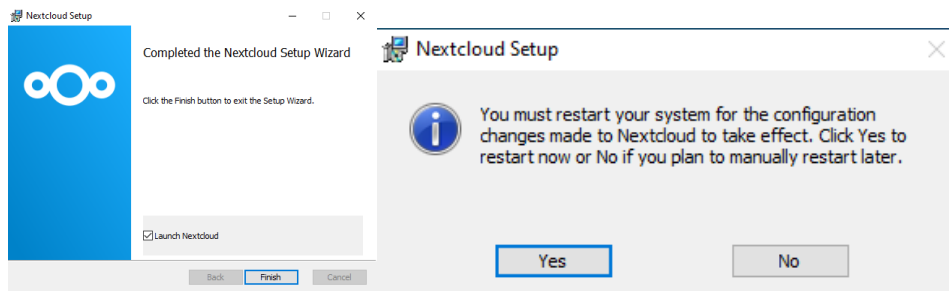 Nextcloud Setup
Completed the Nextcloud Setup Wizard
Click the Finish button to exit the Setup Wizard.
Launch Nextcloud
Back
Finish
Cancel
Nextcloud Setup
You must restart your system for the configuration
changes made to Nextcloud to take effect. Click Yes to
restart now or No if you plan to manually restart later.
Yes
No